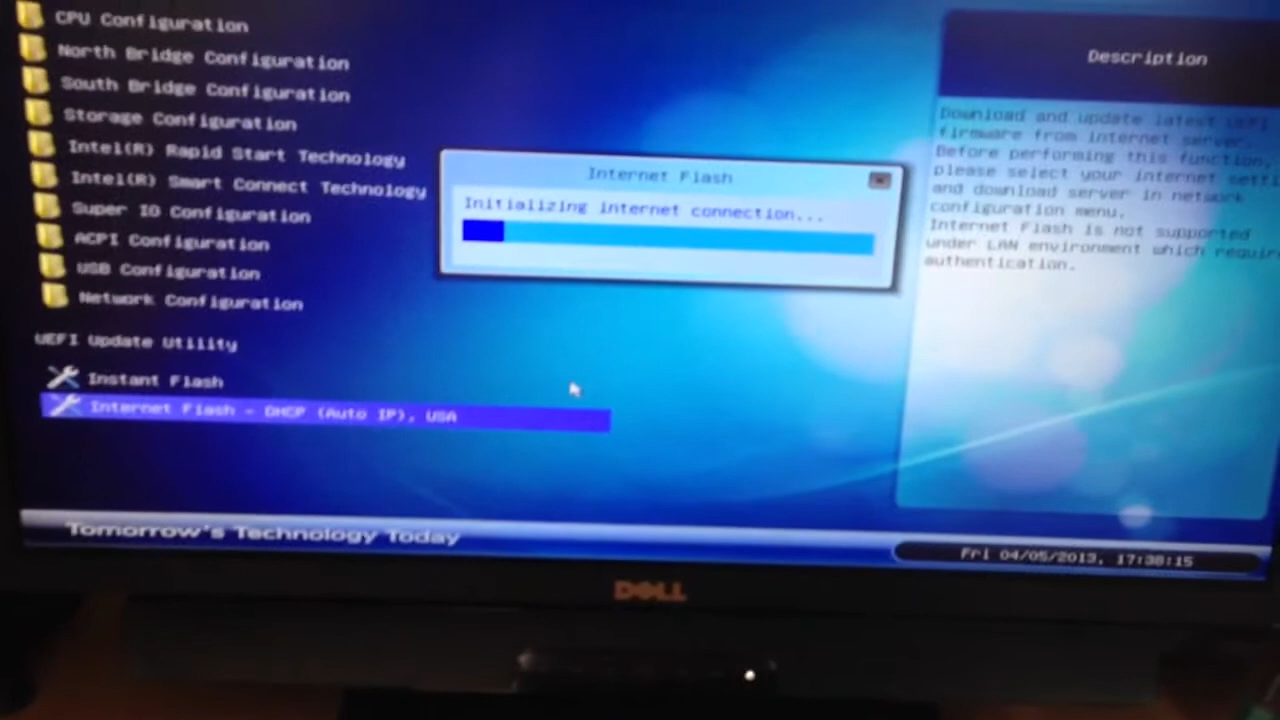 CPU Configuration
North Bridge Configuration
South Bridge Configuration
Storage Configuration
Intel(R) Rapid Start Technology
Intel(R) Smart Connect Technology
Super IO Configuration
ACPI Configuration
USB Configuration
Network Configuration
UEFI Update Utility
Instant Flash
Internet Flash - DHCP (Auto IP), USA
Internet Flash
Initializing internet connection...
Description
Download and update latest UEFI
firmware from internet server.
Before performing this function,
please select your internet setti
and download server in network
configuration menu.
Internet Flash is not supported
under LAN environment which requir
authentication.
Tomorrow's Technology Today
Fri 04/05/2013, 17:38:15
DELL